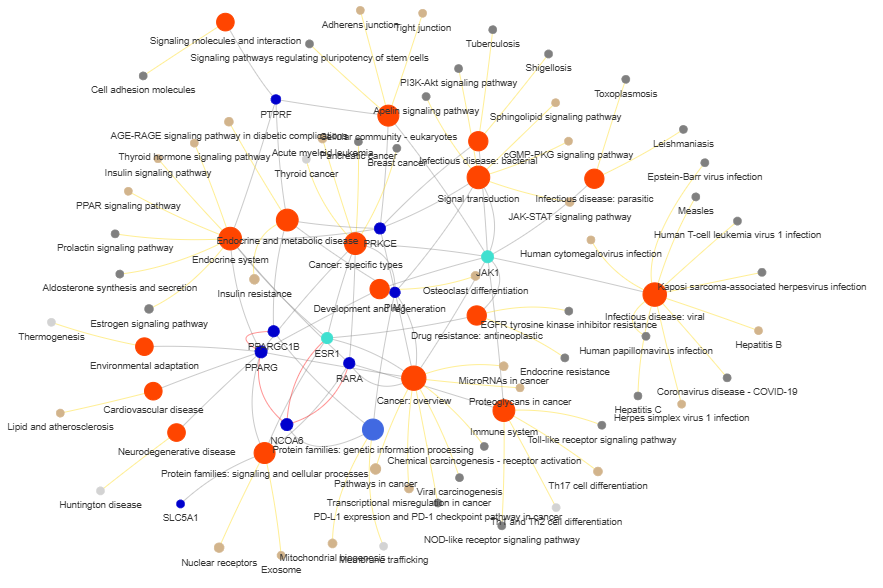 Adherens junction
Tight junction
Signaling molecules and interaction
Tuberculosis
Signaling pathways regulating pluripotency of stem cells
Shigellosis
PI3K-Akt signaling pathway
Cell adhesion molecules
Toxoplasmosis
PTPRF
Apelin signaling pathway
Sphingolipid signaling pathway
AGE-RAGE signaling pathway in diabetic complications
Cellular community - eukaryotes
Leishmaniasis
Thyroid hormone signaling pathway
Acute myeloid leukemia
Pancreatic cancer
Breast cancer
Infectious disease: bacterial
cGMP-PKG signaling pathway
Insulin signaling pathway
Thyroid cancer
Epstein-Barr virus infection
Signal transduction
Infectious disease: parasitic
PPAR signaling pathway
Measles
JAK-STAT signaling pathway
Human T-cell leukemia virus 1 infection
Prolactin signaling pathway
Endocrine and metabolic disease
PRKCE
Endocrine system
Cancer: specific types
Human cytomegalovirus infection
JAK1
Aldosterone synthesis and secretion
Insulin resistance
Osteoclast differentiation
Kaposi sarcoma-associated herpesvirus infection
Development and regeneration
PIM1
Infectious disease: viral
Estrogen signaling pathway
EGFR tyrosine kinase inhibitor resistance
Thermogenesis
Drug resistance: antineoplastic
Hepatitis B
PPARGC1B
ESR1
Human papillomavirus infection
Environmental adaptation
PPARG
Endocrine resistance
RARA
MicroRNAs in cancer
Coronavirus disease - COVID-19
Cancer: overview
Proteoglycans in cancer
Cardiovascular disease
Hepatitis C
Herpes simplex virus 1 infection
Lipid and atherosclerosis
Immune system
NCOA6
Toll-like receptor signaling pathway
Neurodegenerative disease
Protein families: genetic information processing
Chemical carcinogenesis - receptor activation
Protein families: signaling and cellular processes
Pathways in cancer
Th17 cell differentiation
Viral carcinogenesis
Huntington disease
Transcriptional misregulation in cancer
SLC5A1
PD-L1 expression and PD-1 checkpoint pathway in cancer
Th1 and Th2 cell differentiation
NOD-like receptor signaling pathway
Nuclear receptors
Mitochondrial biogenesis
Membrane trafficking
Exosome